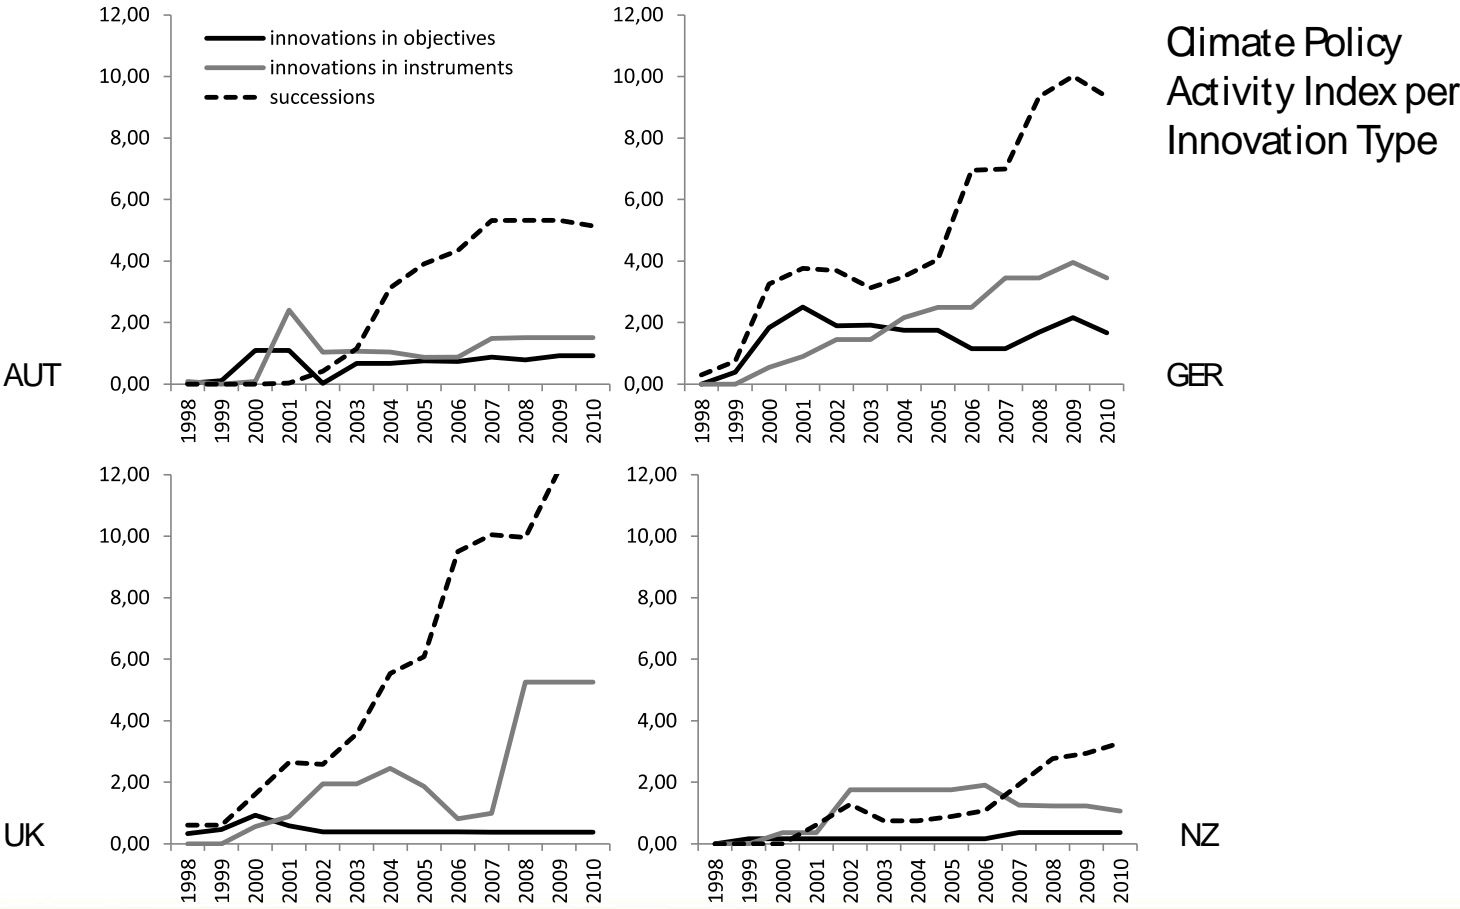 12,00
10,00
8,00
6,00
4,00
2,00
0,00
innovations in objectives
innovations in instruments
successions
1998 1999 2000 2001 2002 2003 2004 2005 2006 2007 2008 2009 2010
AUT
12,00
10,00
8,00
6,00
4,00
2,00
0,00
1998 1999 2000 2001 2002 2003 2004 2005 2006 2007 2008 2009 2010
Climate Policy
Activity Index per
Innovation Type
GER
12,00
10,00
8,00
6,00
4,00
2,00
0,00
1998 1999 2000 2001 2002 2003 2004 2005 2006 2007 2008 2009 2010
UK
12,00
10,00
8,00
6,00
4,00
2,00
0,00
1998 1999 2000 2001 2002 2003 2004 2005 2006 2007 2008 2009 2010
NZ